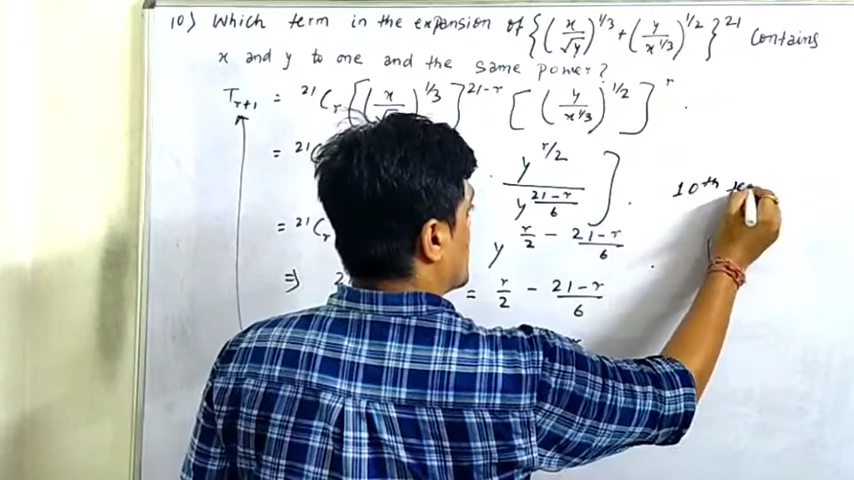 10) Which term in the expansion of {(x/√y)^1/3 + (y/x^1/3)^1/2}^21 Contains
x and y to one and the same power?
T_r+1 = ^21C_r [(x/√)^1/3]^21-r [(y/x^1/3)^1/2]^r .
= ^21C . y^r/2 / y^(21-r)/6 ] .
10th
= ^21C_r y^(r/2 - (21-r)/6) .
⇒ 2 = r/2 - (21-r)/6